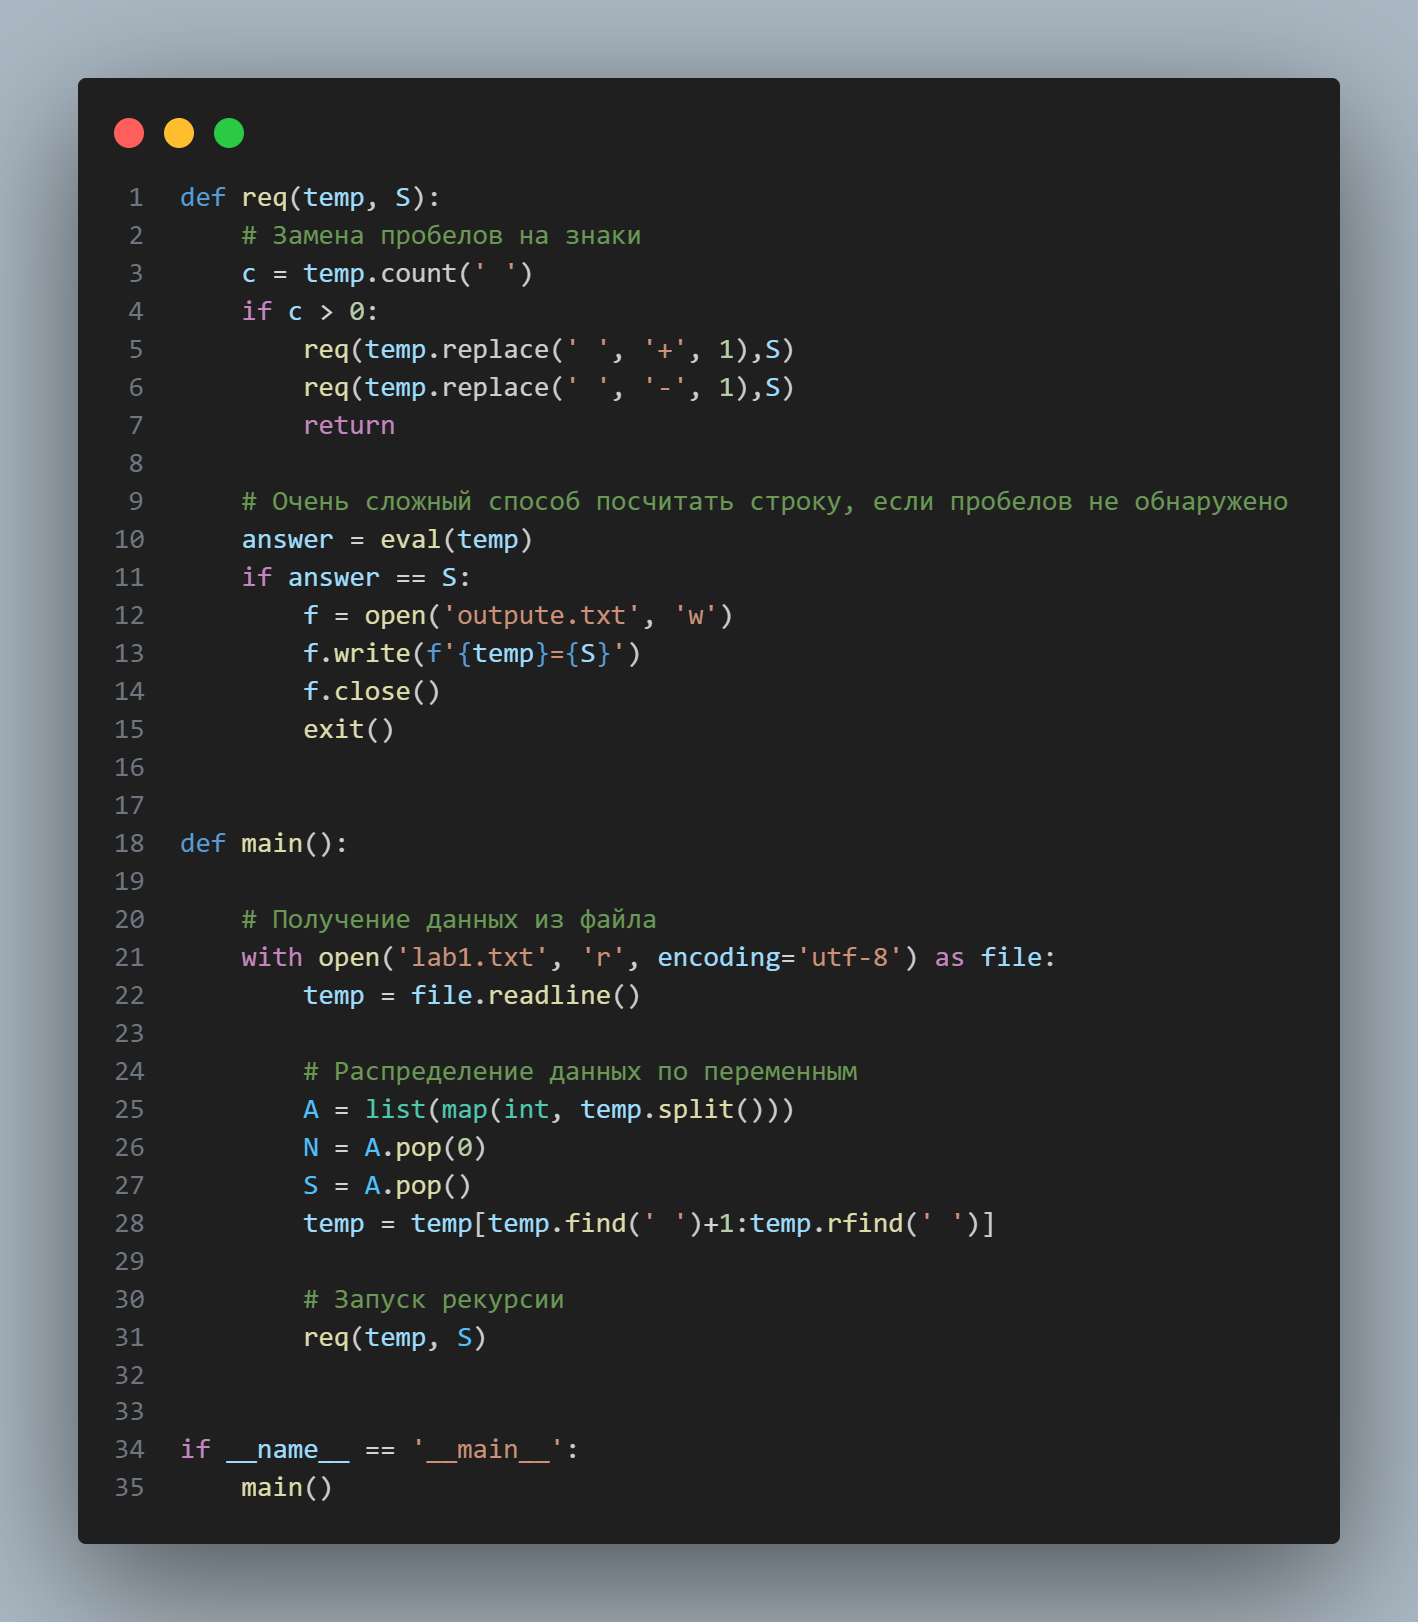 1 def req(temp, S):
2     # Замена пробелов на знаки
3     c = temp.count(' ')
4     if c > 0:
5         req(temp.replace(' ', '+', 1),S)
6         req(temp.replace(' ', '-', 1),S)
7         return
8
9     # Очень сложный способ посчитать строку, если пробелов не обнаружено
10     answer = eval(temp)
11     if answer == S:
12         f = open('outpute.txt', 'w')
13         f.write(f'{temp}={S}')
14         f.close()
15         exit()
16
17
18 def main():
19
20     # Получение данных из файла
21     with open('lab1.txt', 'r', encoding='utf-8') as file:
22         temp = file.readline()
23
24         # Распределение данных по переменным
25         A = list(map(int, temp.split()))
26         N = A.pop(0)
27         S = A.pop()
28         temp = temp[temp.find(' ')+1:temp.rfind(' ')]
29
30         # Запуск рекурсии
31         req(temp, S)
32
33
34 if __name__ == '__main__':
35     main()